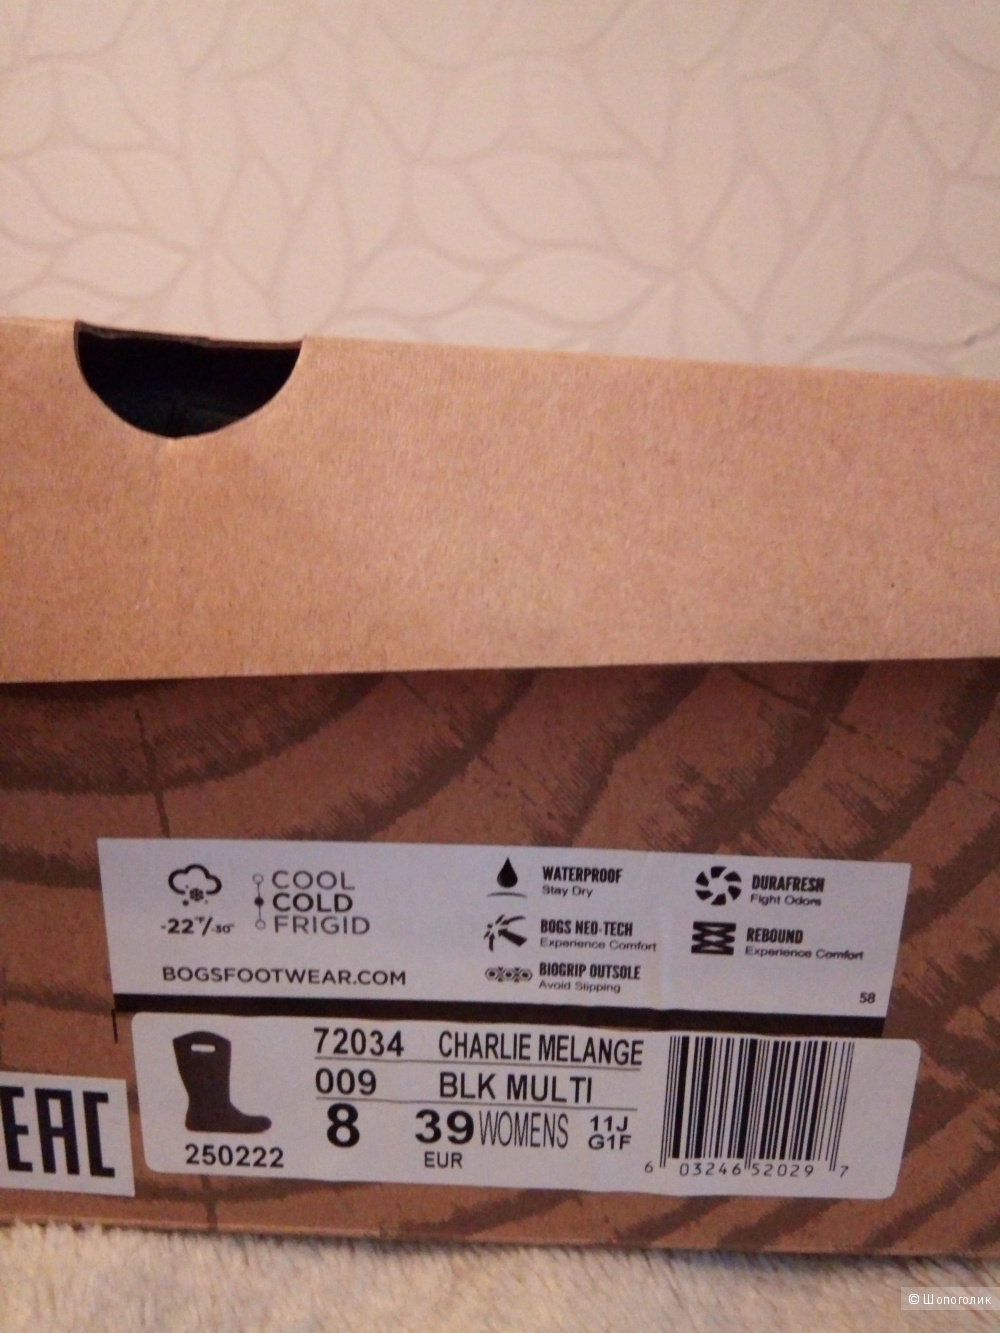 COOL
COLD
FRIGID
-22°F/-30°
BOGSFOOTWEAR.COM
WATERPROOF
Stay Dry
BOGS NEO-TECH
Experience Comfort
BIOGRIP OUTSOLE
Avoid Slipping
DURAFRESH
Fight Odors
REBOUND
Experience Comfort
58
EAC
72034 CHARLIE MELANGE
009 BLK MULTI
8 39 WOMENS 11J
EUR G1F
250222
6 03246 52029 7
© Шопоголик